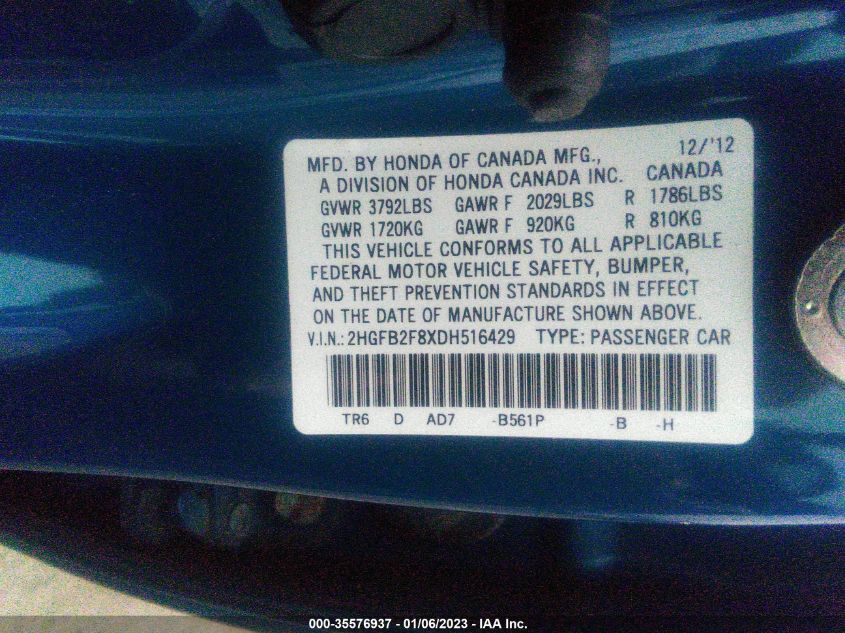 12/'12
MFD. BY HONDA OF CANADA MFG.,
A DIVISION OF HONDA CANADA INC. CANADA
GVWR 3792LBS GAWR F 2029LBS R 1786LBS
GVWR 1720KG GAWR F 920KG R 810KG
THIS VEHICLE CONFORMS TO ALL APPLICABLE
FEDERAL MOTOR VEHICLE SAFETY, BUMPER,
AND THEFT PREVENTION STANDARDS IN EFFECT
ON THE DATE OF MANUFACTURE SHOWN ABOVE.
V.I.N.: 2HGFB2F8XDH516429 TYPE: PASSENGER CAR
TR6 D AD7 -B561P -B -H
000-35576937 - 01/06/2023 - IAA Inc.